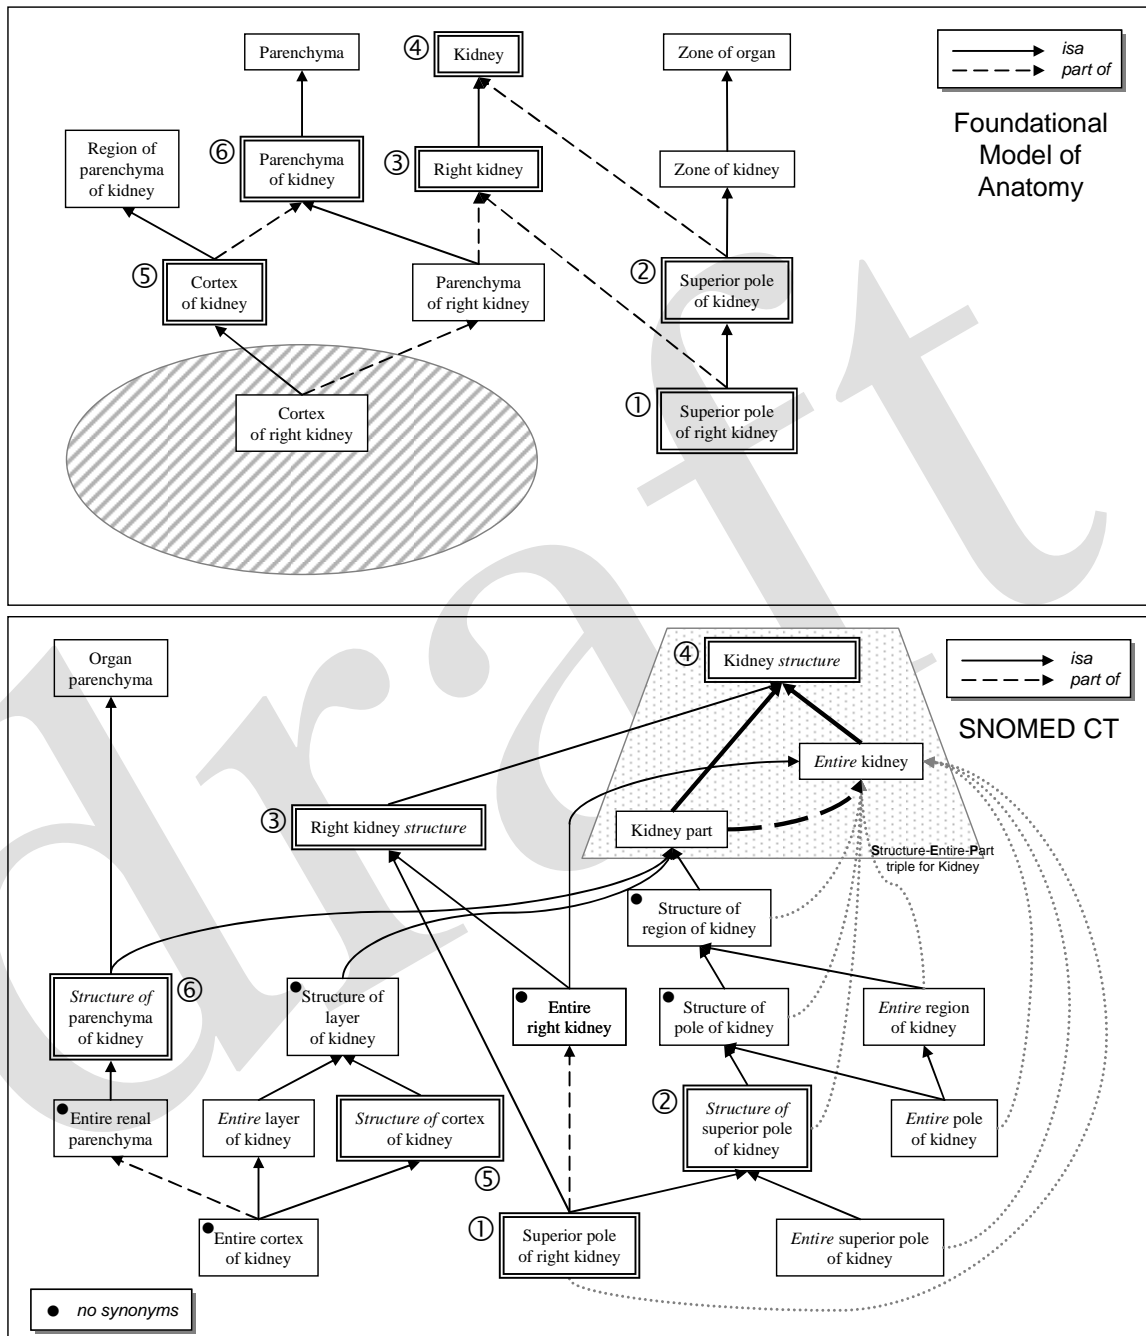 ④
Parenchyma
Kidney
Zone of organ
isa
part of
Foundational
Model of
Anatomy
Region of
parenchyma
of kidney
⑥
Parenchyma
of kidney
③
Right kidney
Zone of kidney
⑤
Cortex
of kidney
Parenchyma
of right kidney
②
Superior pole
of kidney
Cortex
of right kidney
①
Superior pole
of right kidney
draft
Organ
parenchyma
④
Kidney structure
isa
part of
SNOMED CT
Entire kidney
③
Right kidney structure
Kidney part
Structure-Entire-Part
triple for Kidney
Structure of
region of kidney
Structure of
parenchyma
of kidney
⑥
Structure of
layer
of kidney
Entire
right kidney
Structure of
pole of kidney
Entire region
of kidney
Entire renal
parenchyma
Entire layer
of kidney
Structure of cortex
of kidney
⑤
②
Structure of
superior pole
of kidney
Entire pole
of kidney
Entire cortex
of kidney
①
Superior pole
of right kidney
Entire superior pole
of kidney
no synonyms